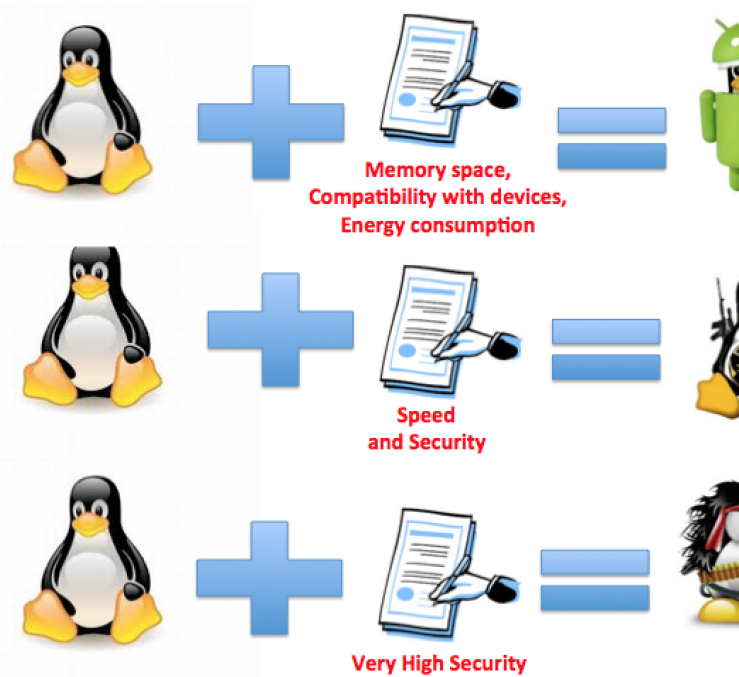 Memory space,
Compatibility with devices,
Energy consumption
Speed
and Security
Very High Security